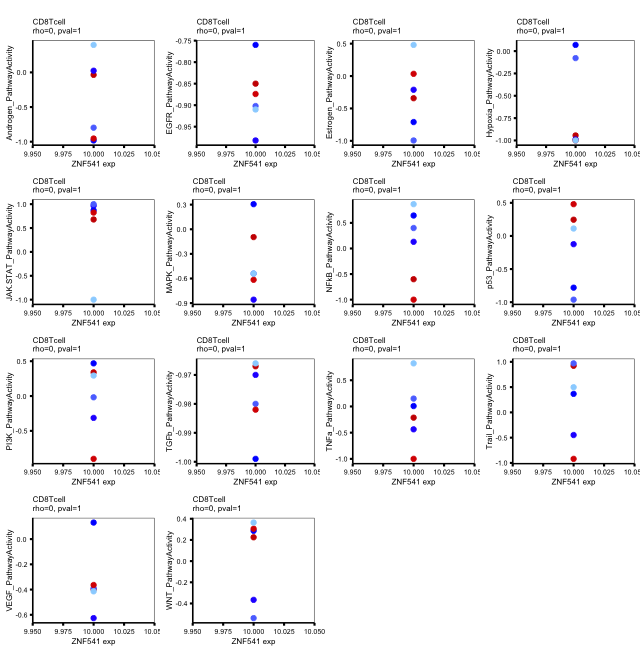 CD8Tcell
rho=0, pval=1
Androgen_PathwayActivity
0.0
-0.5
-1.0
9.950 9.975 10.000 10.025 10.05
ZNF541 exp
CD8Tcell
rho=0, pval=1
EGFR_PathwayActivity
-0.75
-0.80
-0.85
-0.90
-0.95
9.950 9.975 10.000 10.025 10.05
ZNF541 exp
CD8Tcell
rho=0, pval=1
Estrogen_PathwayActivity
0.5
0.0
-0.5
-1.0
9.950 9.975 10.000 10.025 10.05
ZNF541 exp
CD8Tcell
rho=0, pval=1
Hypoxia_PathwayActivity
0.00
-0.25
-0.50
-0.75
-1.00
9.950 9.975 10.000 10.025 10.05
ZNF541 exp
CD8Tcell
rho=0, pval=1
JAK.STAT_PathwayActivity
1.0
0.5
0.0
-0.5
-1.0
9.950 9.975 10.000 10.025 10.05
ZNF541 exp
CD8Tcell
rho=0, pval=1
MAPK_PathwayActivity
0.3
0.0
-0.3
-0.6
-0.9
9.950 9.975 10.000 10.025 10.05
ZNF541 exp
CD8Tcell
rho=0, pval=1
NFkB_PathwayActivity
0.5
0.0
-0.5
-1.0
9.950 9.975 10.000 10.025 10.05
ZNF541 exp
CD8Tcell
rho=0, pval=1
p53_PathwayActivity
0.5
0.0
-0.5
-1.0
9.950 9.975 10.000 10.025 10.05
ZNF541 exp
CD8Tcell
rho=0, pval=1
PI3K_PathwayActivity
0.5
0.0
-0.5
9.950 9.975 10.000 10.025 10.05
ZNF541 exp
CD8Tcell
rho=0, pval=1
TGFb_PathwayActivity
-0.97
-0.98
-0.99
-1.00
9.950 9.975 10.000 10.025 10.05
ZNF541 exp
CD8Tcell
rho=0, pval=1
TNFa_PathwayActivity
0.5
0.0
-0.5
-1.0
9.950 9.975 10.000 10.025 10.05
ZNF541 exp
CD8Tcell
rho=0, pval=1
Trail_PathwayActivity
1.0
0.5
0.0
-0.5
-1.0
9.950 9.975 10.000 10.025 10.05
ZNF541 exp
CD8Tcell
rho=0, pval=1
VEGF_PathwayActivity
0.0
-0.2
-0.4
-0.6
9.950 9.975 10.000 10.025 10.05
ZNF541 exp
CD8Tcell
rho=0, pval=1
WNT_PathwayActivity
0.4
0.2
0.0
-0.2
-0.4
9.950 9.975 10.000 10.025 10.050
ZNF541 exp